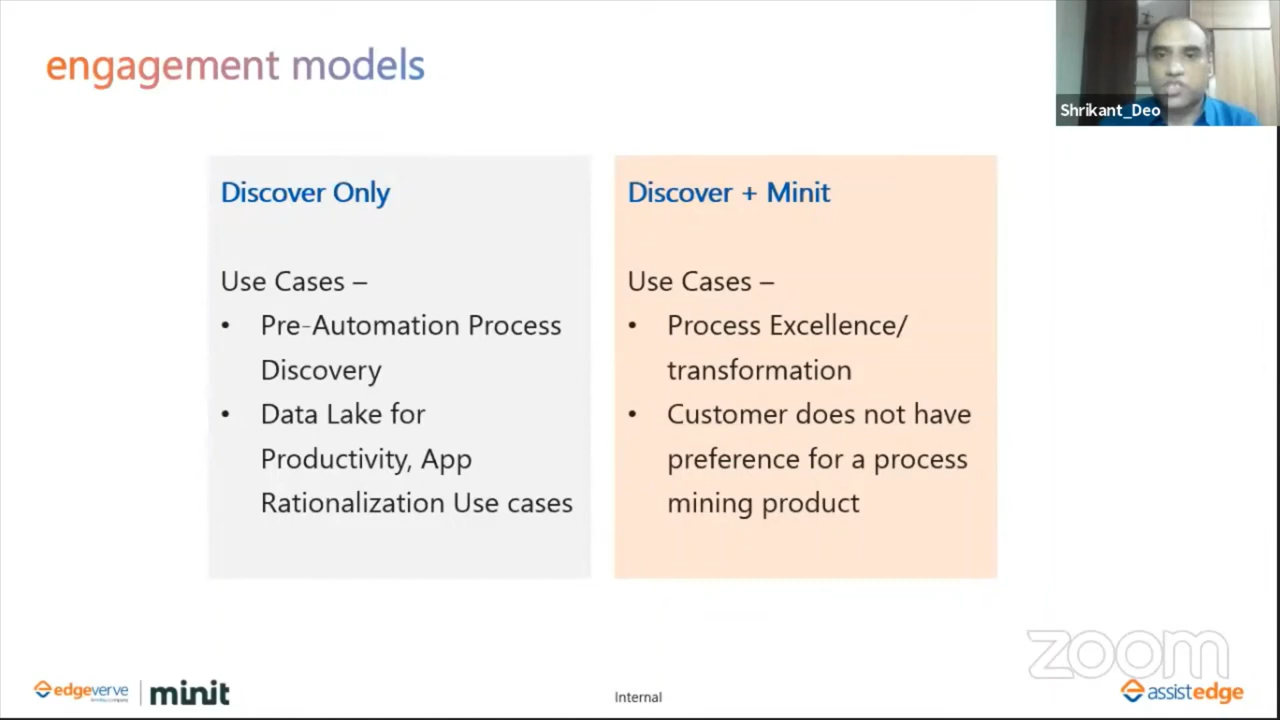 engagement models
Shrikant_Deo
Discover Only
Use Cases –
• Pre-Automation Process
Discovery
• Data Lake for
Productivity, App
Rationalization Use cases
Discover + Minit
Use Cases –
• Process Excellence/
transformation
• Customer does not have
preference for a process
mining product
zoom
edgeverve
minit
Internal
assistedge